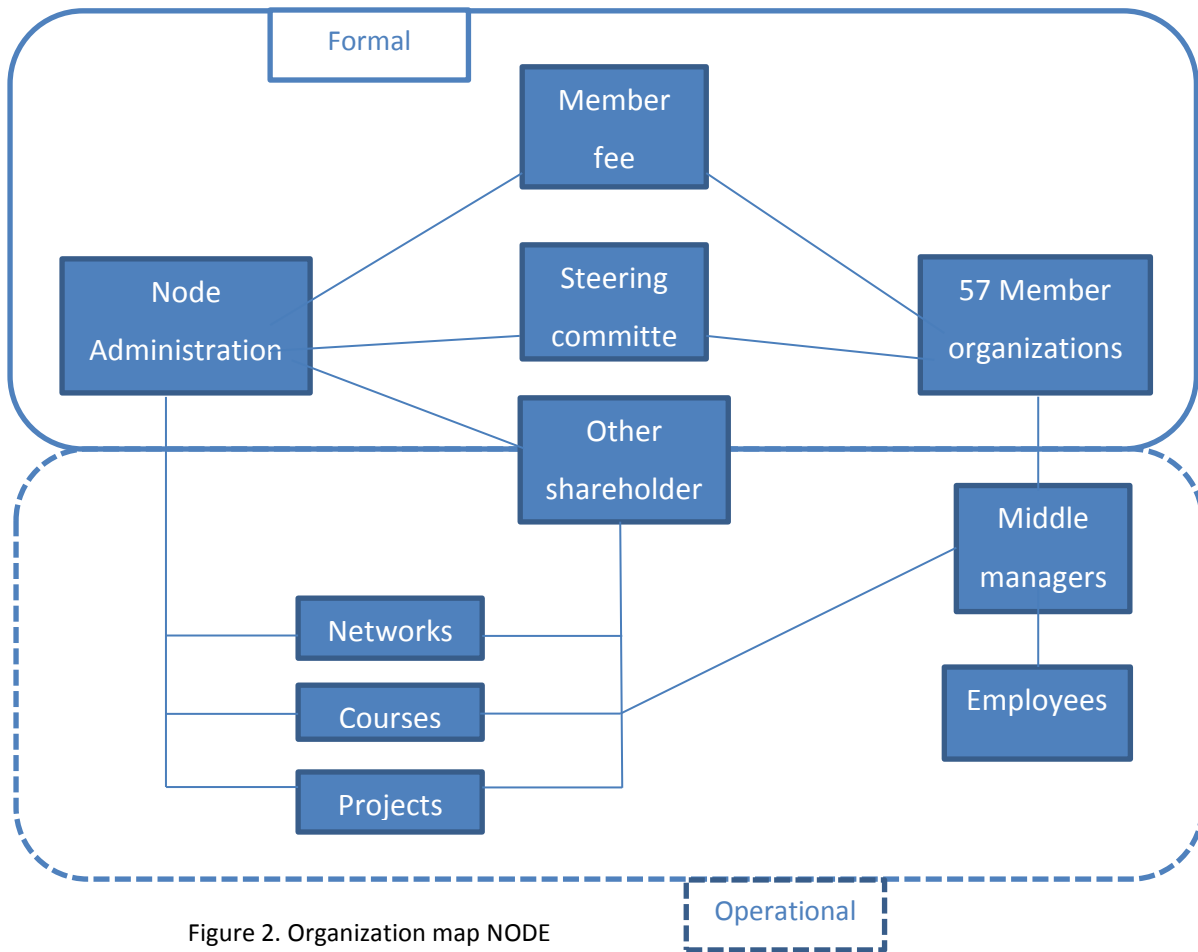 Formal
Member
fee
Node
Administration
Steering
committe
57 Member
organizations
Other
shareholder
Middle
managers
Networks
Courses
Employees
Projects
Operational
Figure 2. Organization map NODE